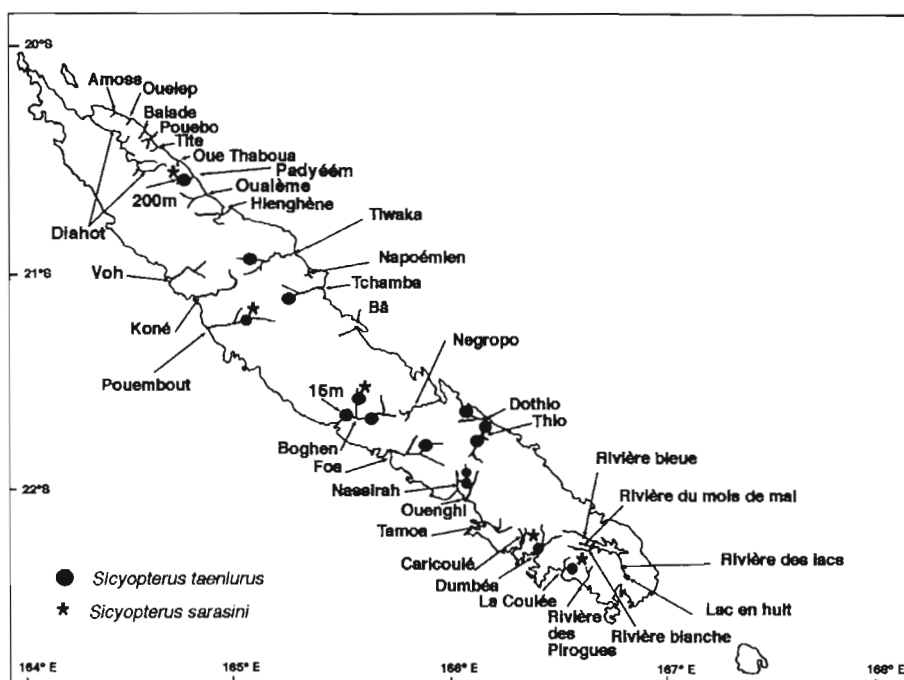 20°S
Amoss
Ouelep
Balade
Pouebo
Tite
Oue Thaboua
Padyéém
Oualème
200m
Hienghène
Diahot
Tiwaka
Napoémien
21°S
Voh
Tchamba
Bâ
Koné
Negropo
Pouembout
15m
Dothio
Thio
Boghen
Foa
Rivière bleue
22°S
Nassirah
Rivière du mois de mai
Ouenghi
Tamoa
Caricoulé
Rivière des lacs
Dumbéa
Sicyopterus taeniurus
La Coulée
Lac en huit
Sicyopterus sarasini
Rivière
des
Pirogues
Rivière blanche
164° E
165° E
166° E
167° E
168° E